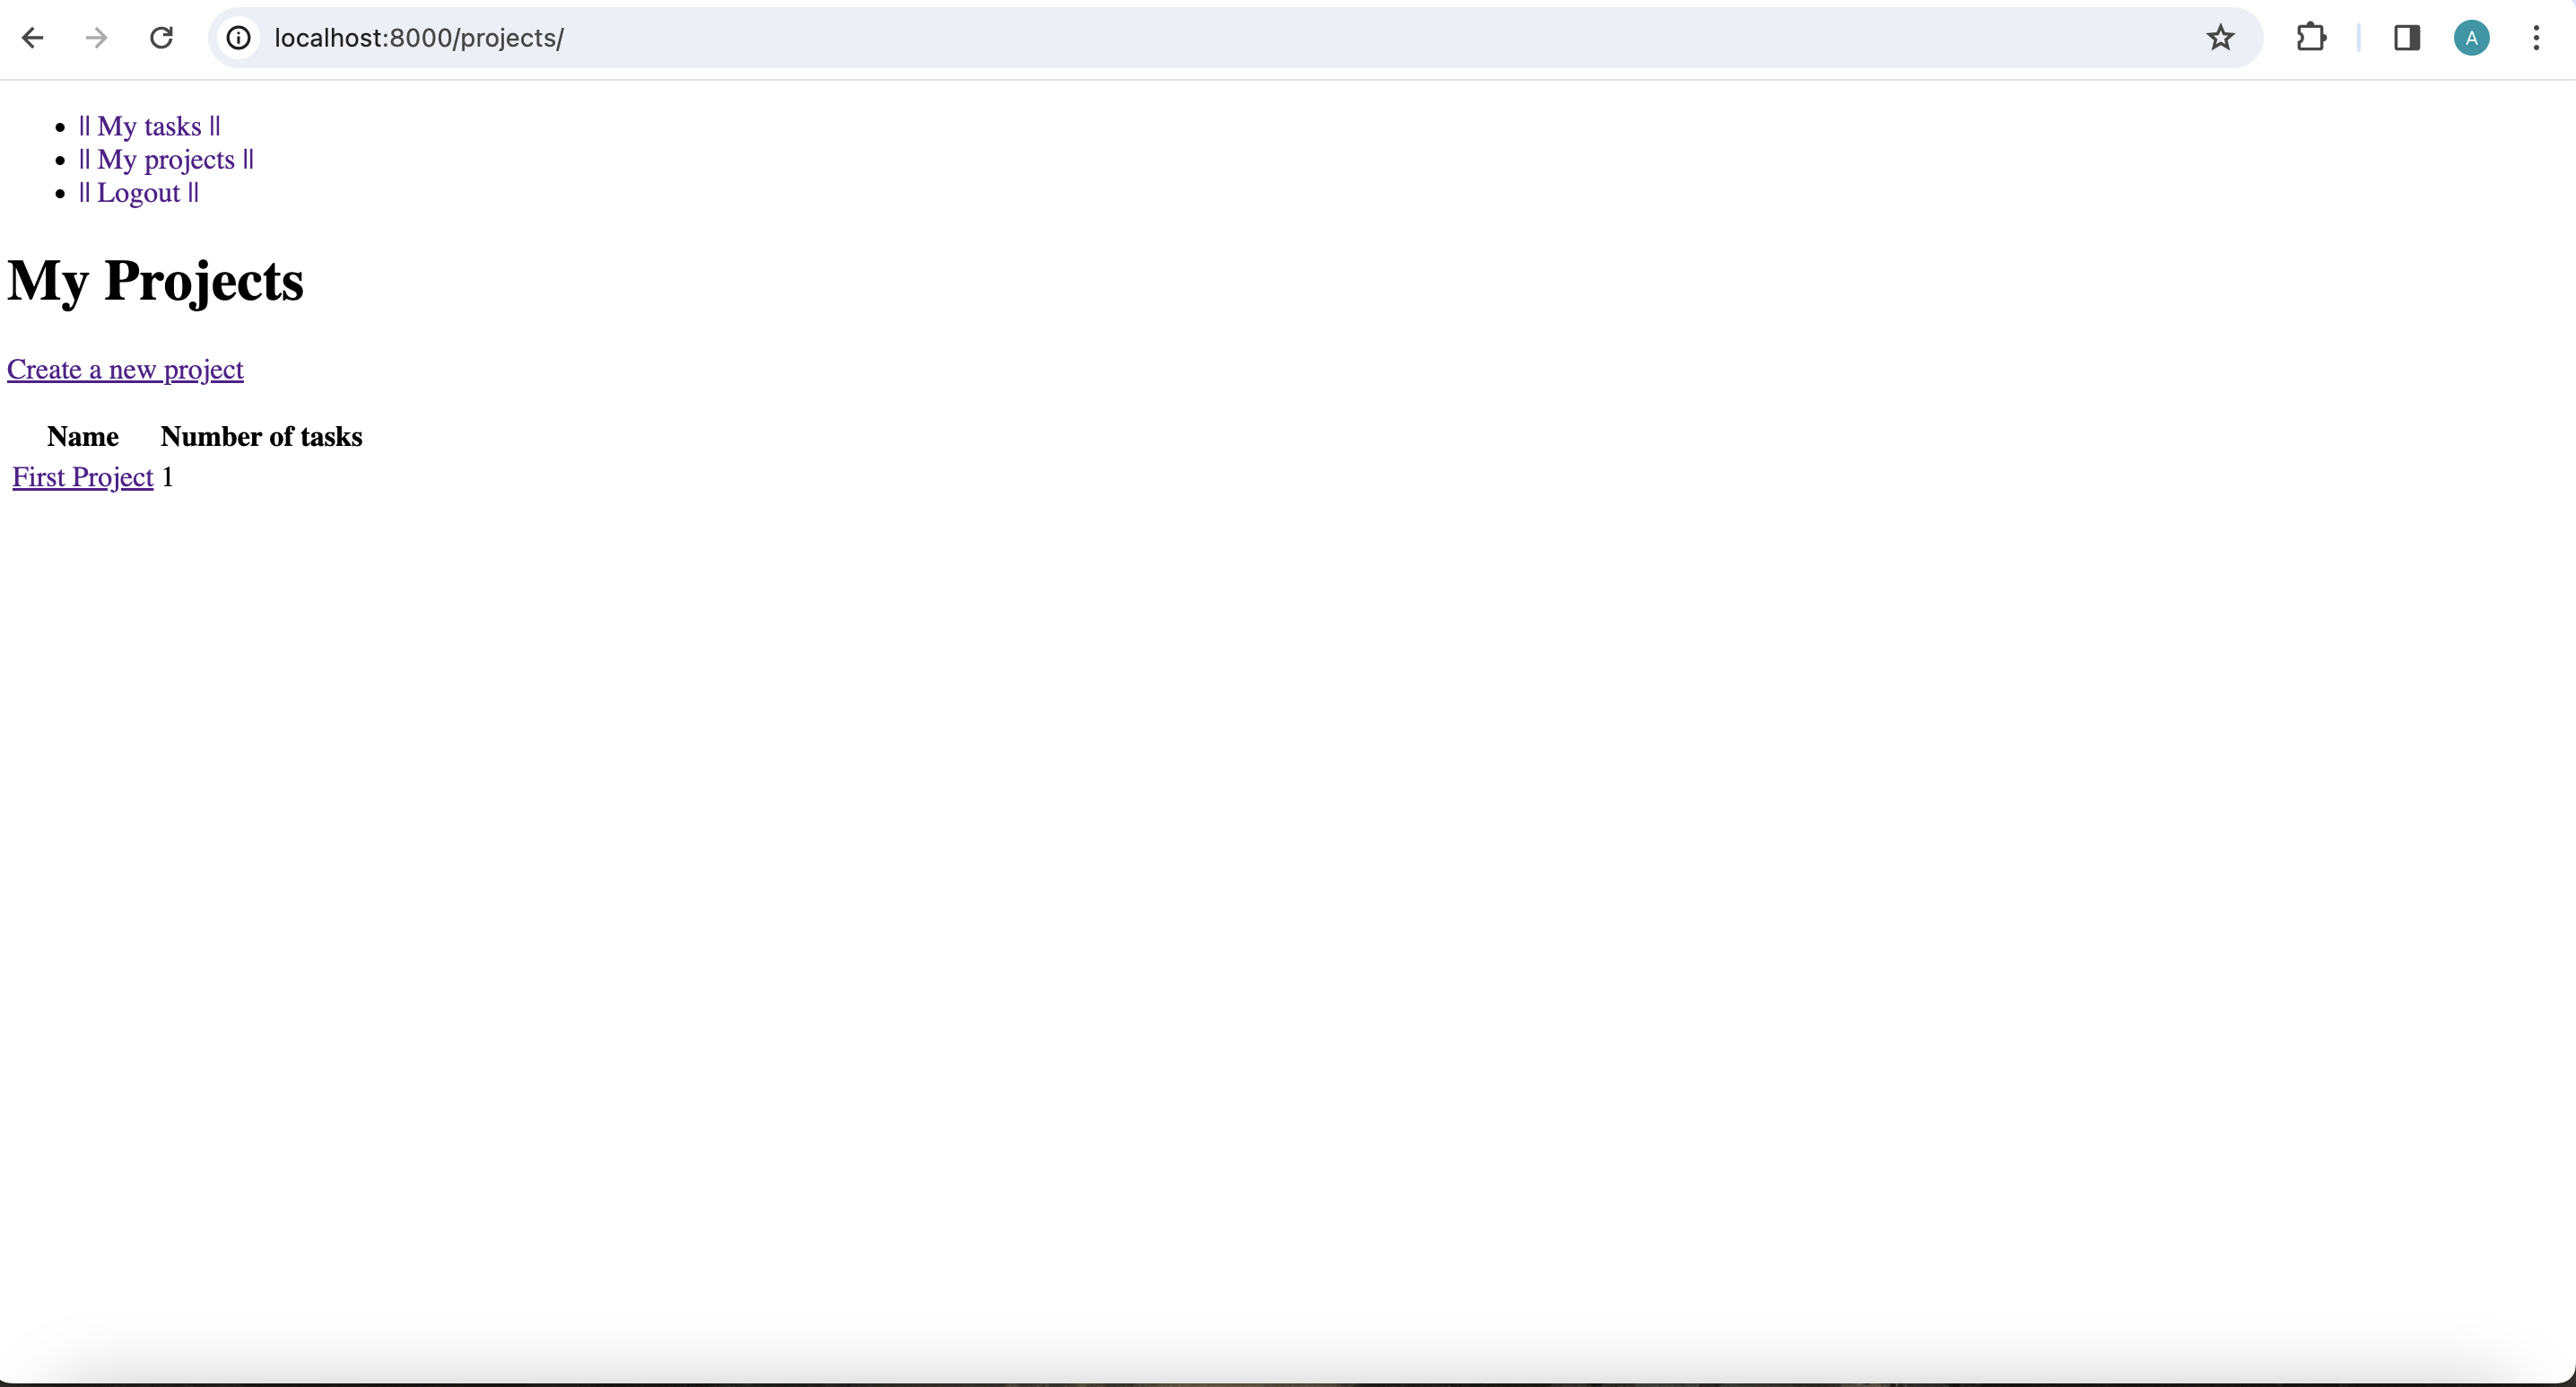 localhost:8000/projects/
A
|| My tasks ||
|| My projects ||
|| Logout ||
My Projects
Create a new project
Name Number of tasks
First Project 1